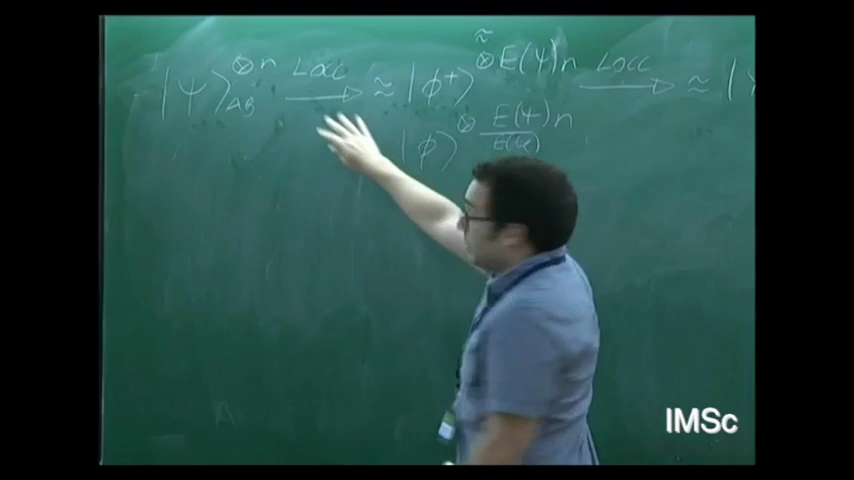 |ψ⟩_AB^⊗n LOCC → ≈ |φ⁺⟩^⊗̃E(ψ)n LOCC → ≈ |ψ
|φ⟩^⊗ E(ψ)/E(φ) n
IMSc